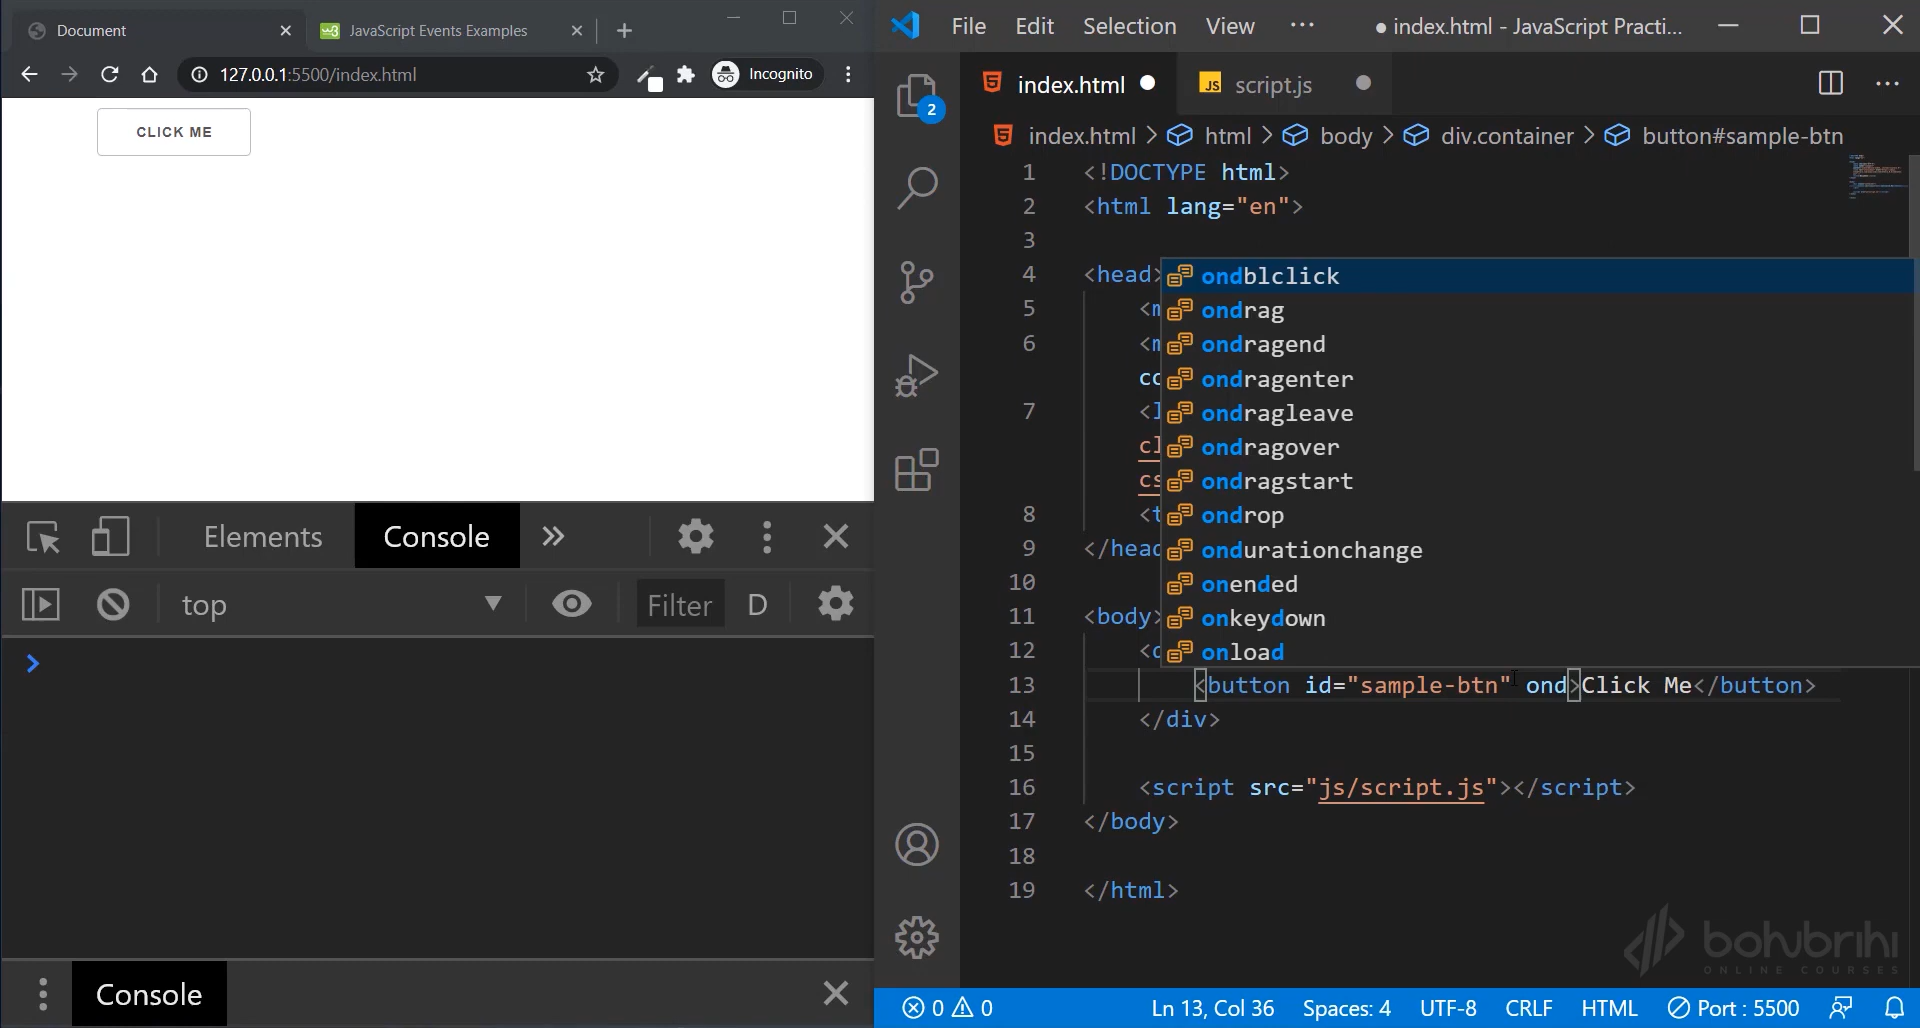 Document
JavaScript Events Examples
127.0.0.1:5500/index.html
Incognito
CLICK ME
Elements
Console
top
Filter
D
Console
File Edit Selection View ···
● index.html - JavaScript Practi...
index.html
JS script.js
2
index.html > html > body > div.container > button#sample-btn
1 <!DOCTYPE html>
2 <html lang="en">
3
4 <head>
5 <m
6 <m
cc
7 <l
cl
cs
8 <t
9 </head
10
11 <body>
12 <d
ondblclick
ondrag
ondragend
ondragenter
ondragleave
ondragover
ondragstart
ondrop
ondurationchange
onended
onkeydown
onload
13 <button id="sample-btn" ond>Click Me</button>
14 </div>
15
16 <script src="js/script.js"></script>
17 </body>
18
19 </html>
bohubrihi
ONLINE COURSES
0 0
Ln 13, Col 36
Spaces: 4
UTF-8
CRLF
HTML
Port : 5500